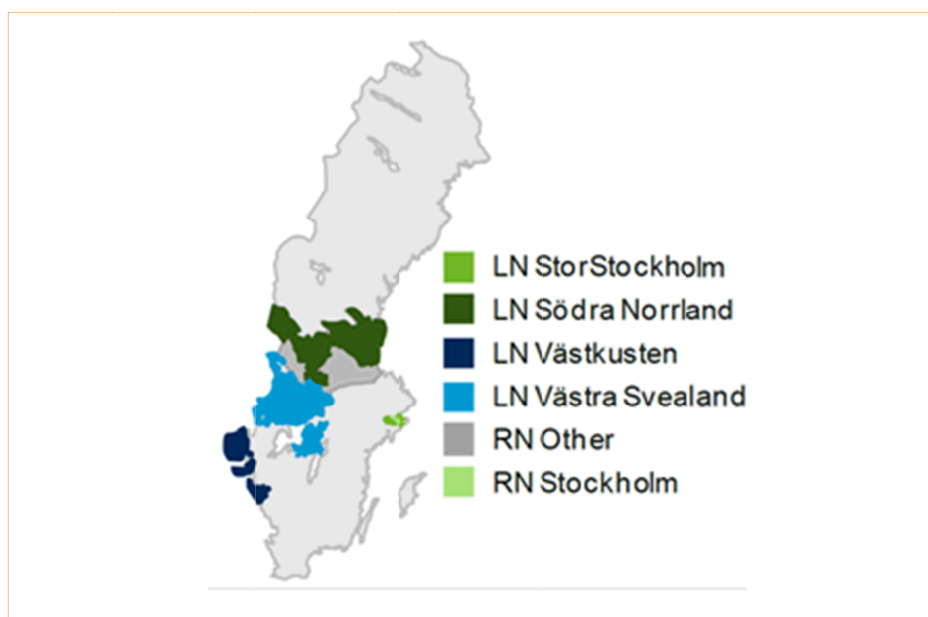 LN StorStockholm
LN Södra Norrland
LN Västkusten
LN Västra Svealand
RN Other
RN Stockholm